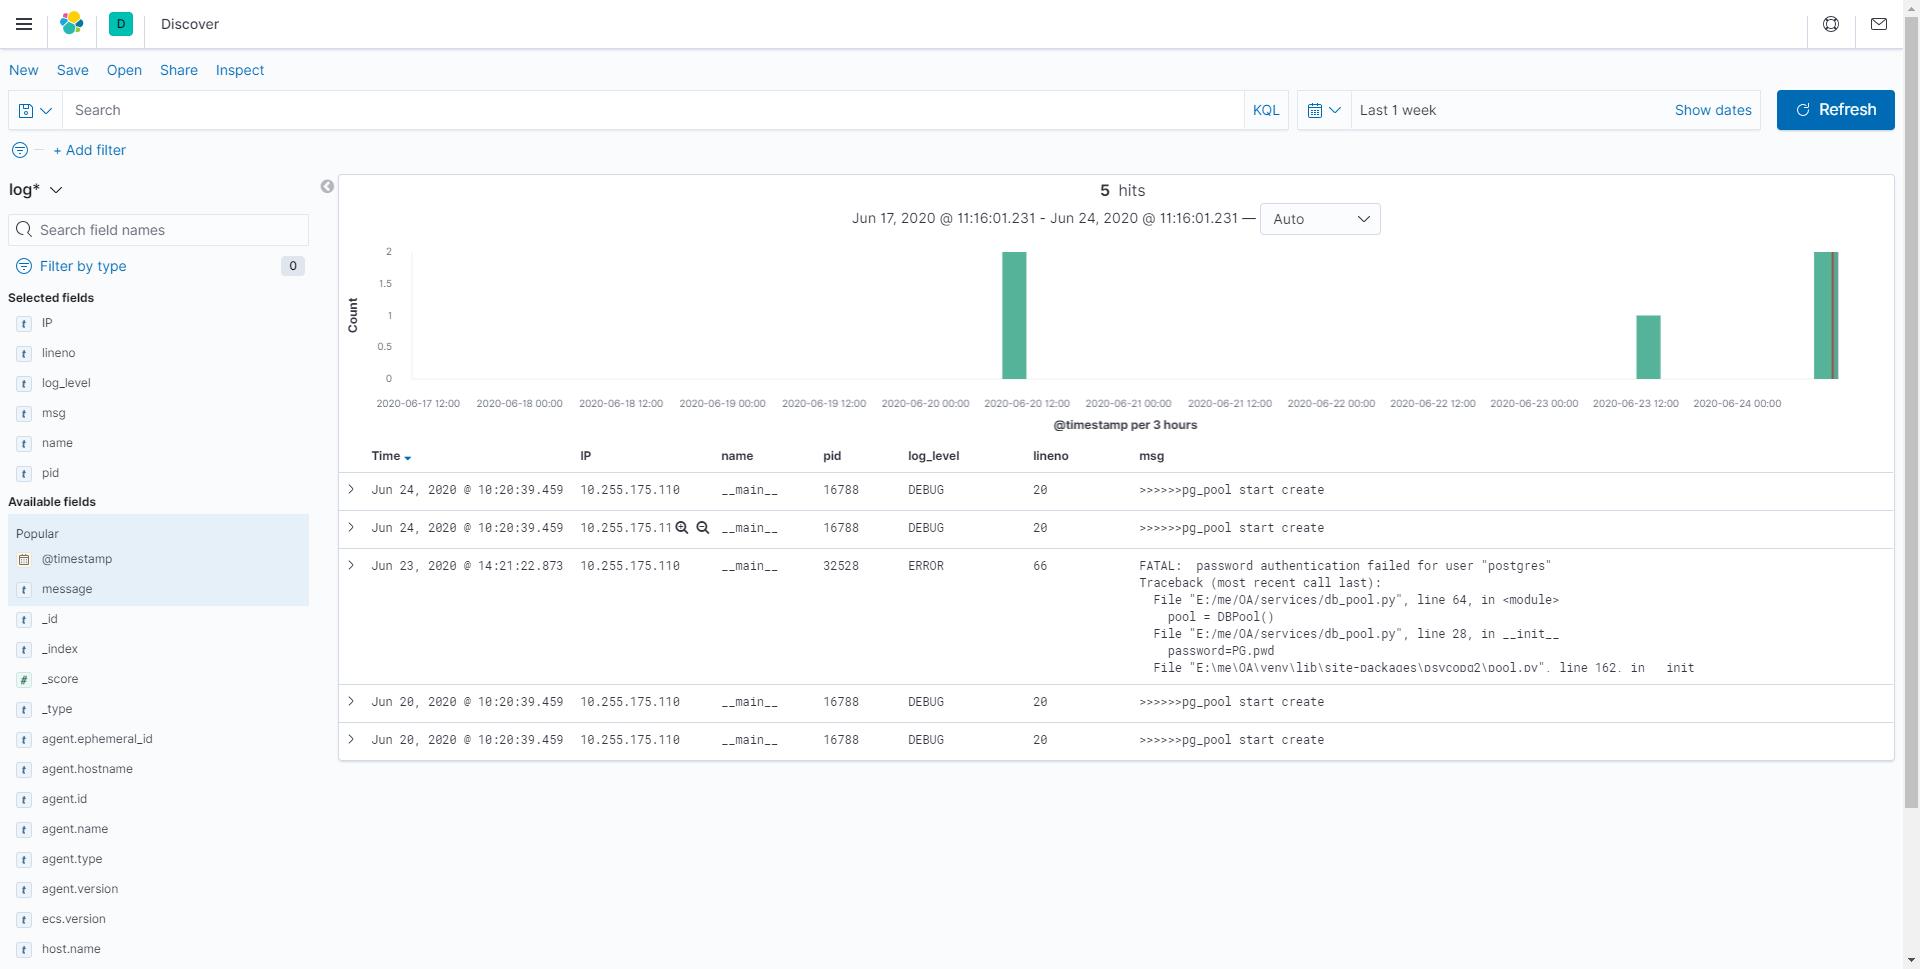 D Discover
New Save Open Share Inspect
Search KQL Last 1 week Show dates Refresh
+ Add filter
log*
Search field names
Filter by type 0
Selected fields
t IP
t lineno
t log_level
t msg
t name
t pid
Available fields
Popular
@timestamp
t message
t _id
t _index
# _score
t _type
t agent.ephemeral_id
t agent.hostname
t agent.id
t agent.name
t agent.type
t agent.version
t ecs.version
t host.name
5 hits
Jun 17, 2020 @ 11:16:01.231 - Jun 24, 2020 @ 11:16:01.231 — Auto
Count
2
1.5
1
0.5
0
2020-06-17 12:00 2020-06-18 00:00 2020-06-18 12:00 2020-06-19 00:00 2020-06-19 12:00 2020-06-20 00:00 2020-06-20 12:00 2020-06-21 00:00 2020-06-21 12:00 2020-06-22 00:00 2020-06-22 12:00 2020-06-23 00:00 2020-06-23 12:00 2020-06-24 00:00
@timestamp per 3 hours
Time IP name pid log_level lineno msg
Jun 24, 2020 @ 10:20:39.459 10.255.175.110 __main__ 16788 DEBUG 20 >>>>>>pg_pool start create
Jun 24, 2020 @ 10:20:39.459 10.255.175.11 __main__ 16788 DEBUG 20 >>>>>>pg_pool start create
Jun 23, 2020 @ 14:21:22.873 10.255.175.110 __main__ 32528 ERROR 66 FATAL:  password authentication failed for user "postgres"
Traceback (most recent call last):
File "E:/me/OA/services/db_pool.py", line 64, in <module>
pool = DBPool()
File "E:/me/OA/services/db_pool.py", line 28, in __init__
password=PG.pwd
File "E:\me\OA\venv\lib\site-packages\psycopg2\pool.py", line 162, in __init__
Jun 20, 2020 @ 10:20:39.459 10.255.175.110 __main__ 16788 DEBUG 20 >>>>>>pg_pool start create
Jun 20, 2020 @ 10:20:39.459 10.255.175.110 __main__ 16788 DEBUG 20 >>>>>>pg_pool start create